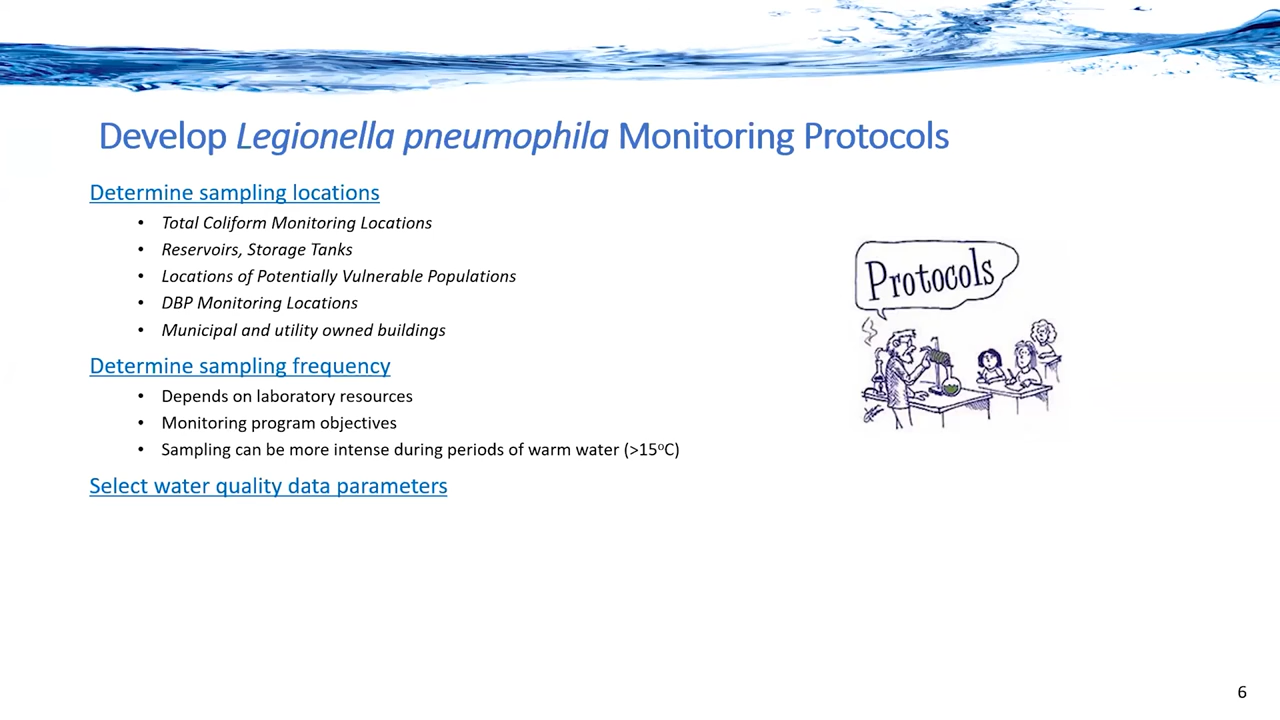 Develop Legionella pneumophila Monitoring Protocols
Determine sampling locations
• Total Coliform Monitoring Locations
• Reservoirs, Storage Tanks
• Locations of Potentially Vulnerable Populations
• DBP Monitoring Locations
• Municipal and utility owned buildings
Determine sampling frequency
• Depends on laboratory resources
• Monitoring program objectives
• Sampling can be more intense during periods of warm water (>15ºC)
Select water quality data parameters
Protocols
6